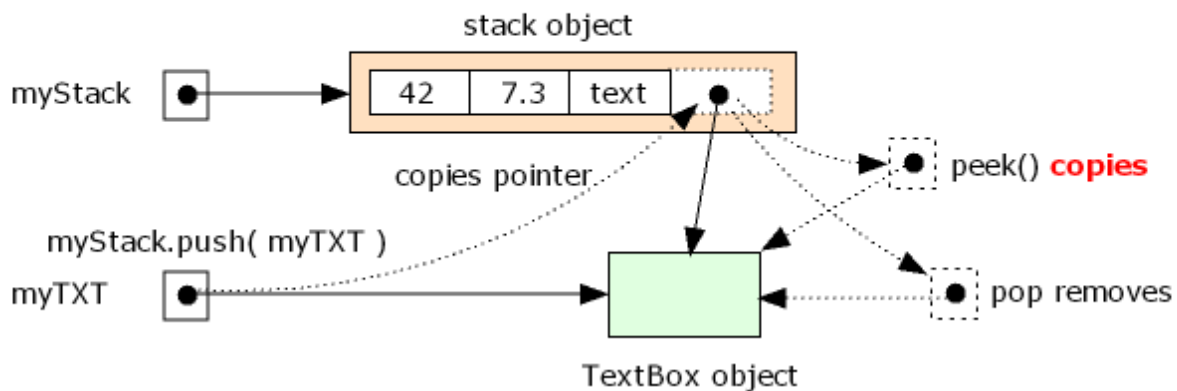 stack object
myStack
42 7.3 text
copies pointer
peek() copies
myStack.push( myTXT )
myTXT
pop removes
TextBox object